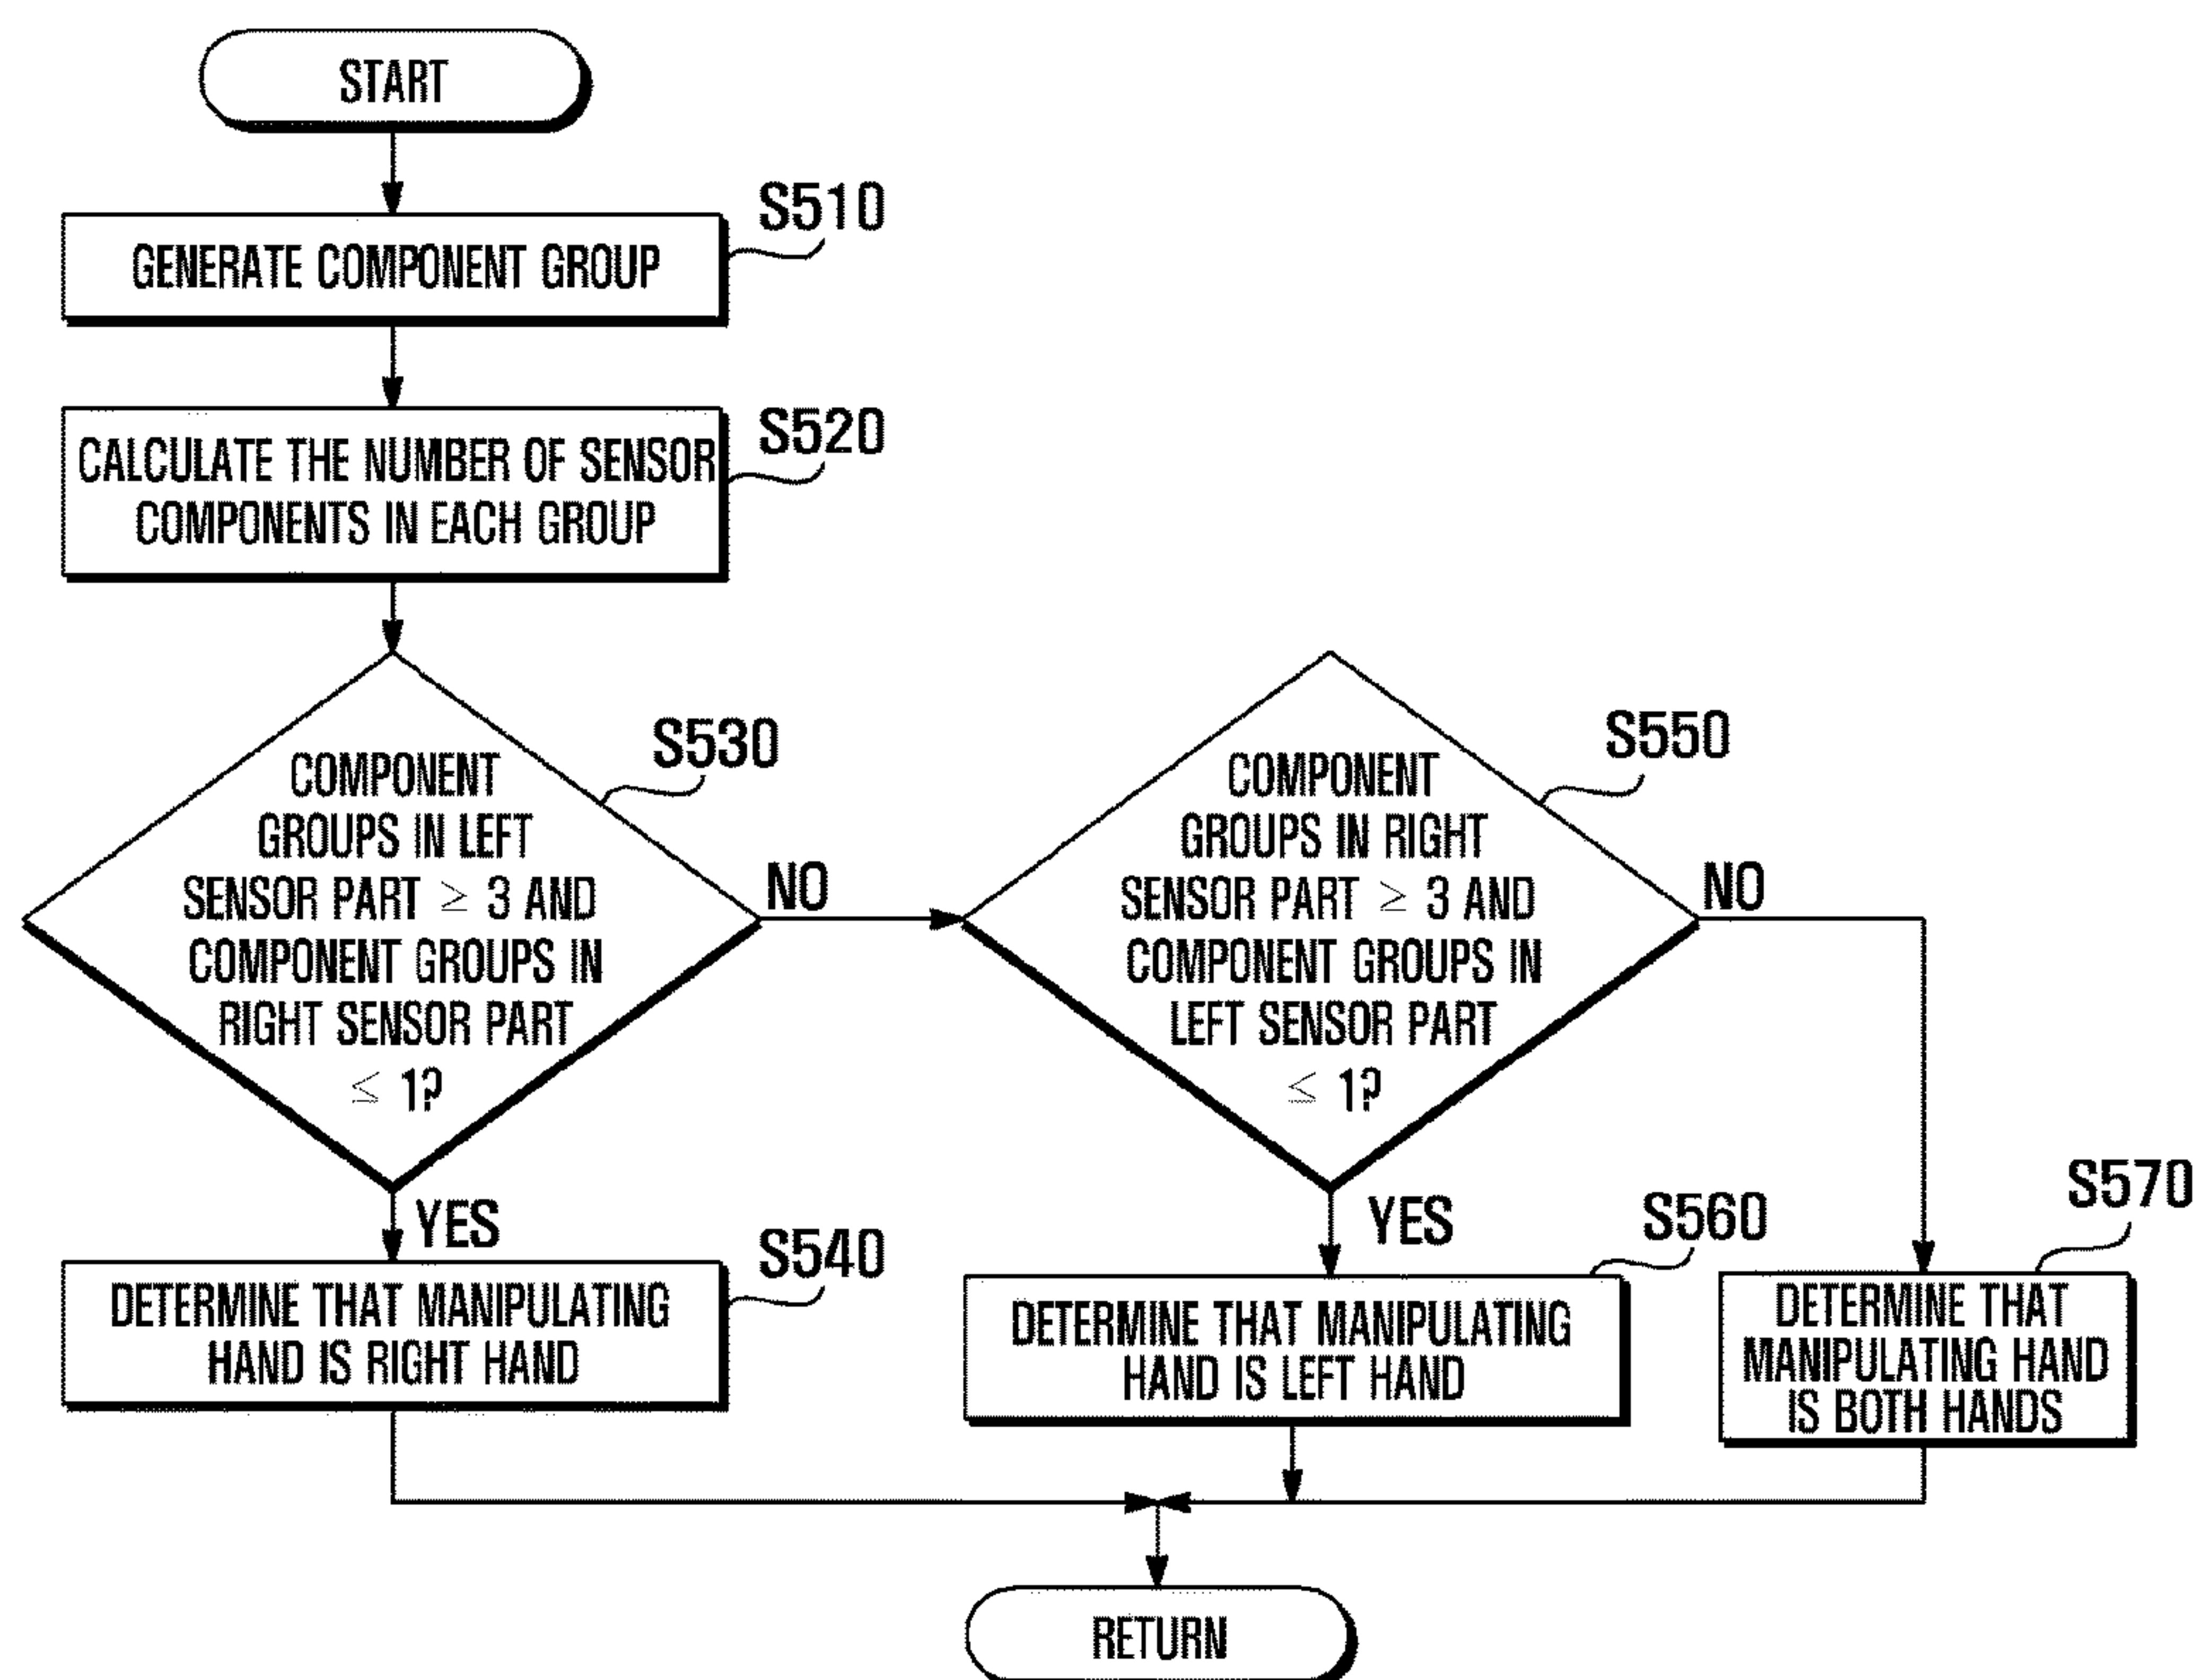 START
S510
GENERATE COMPONENT GROUP
S520
CALCULATE THE NUMBER OF SENSOR
COMPONENTS IN EACH GROUP
S530
COMPONENT
GROUPS IN LEFT
SENSOR PART ≥ 3 AND
COMPONENT GROUPS IN
RIGHT SENSOR PART
≤ 1?
NO
YES
S540
DETERMINE THAT MANIPULATING
HAND IS RIGHT HAND
S550
COMPONENT
GROUPS IN RIGHT
SENSOR PART ≥ 3 AND
COMPONENT GROUPS IN
LEFT SENSOR PART
≤ 1?
NO
YES
S560
DETERMINE THAT MANIPULATING
HAND IS LEFT HAND
S570
DETERMINE THAT
MANIPULATING HAND
IS BOTH HANDS
RETURN